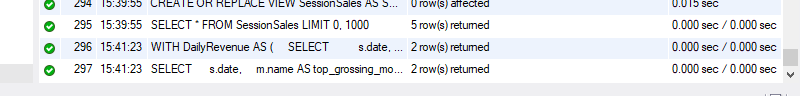 294 15:39:55 CREATE OR REPLACE VIEW SessionSales AS S... 0 row(s) affected 0.015 sec
295 15:39:55 SELECT * FROM SessionSales LIMIT 0, 1000 5 row(s) returned 0.000 sec / 0.000 sec
296 15:41:23 WITH DailyRevenue AS ( SELECT s.date, ... 2 row(s) returned 0.000 sec / 0.000 sec
297 15:41:23 SELECT s.date, m.name AS top_grossing_mo... 2 row(s) returned 0.000 sec / 0.000 sec